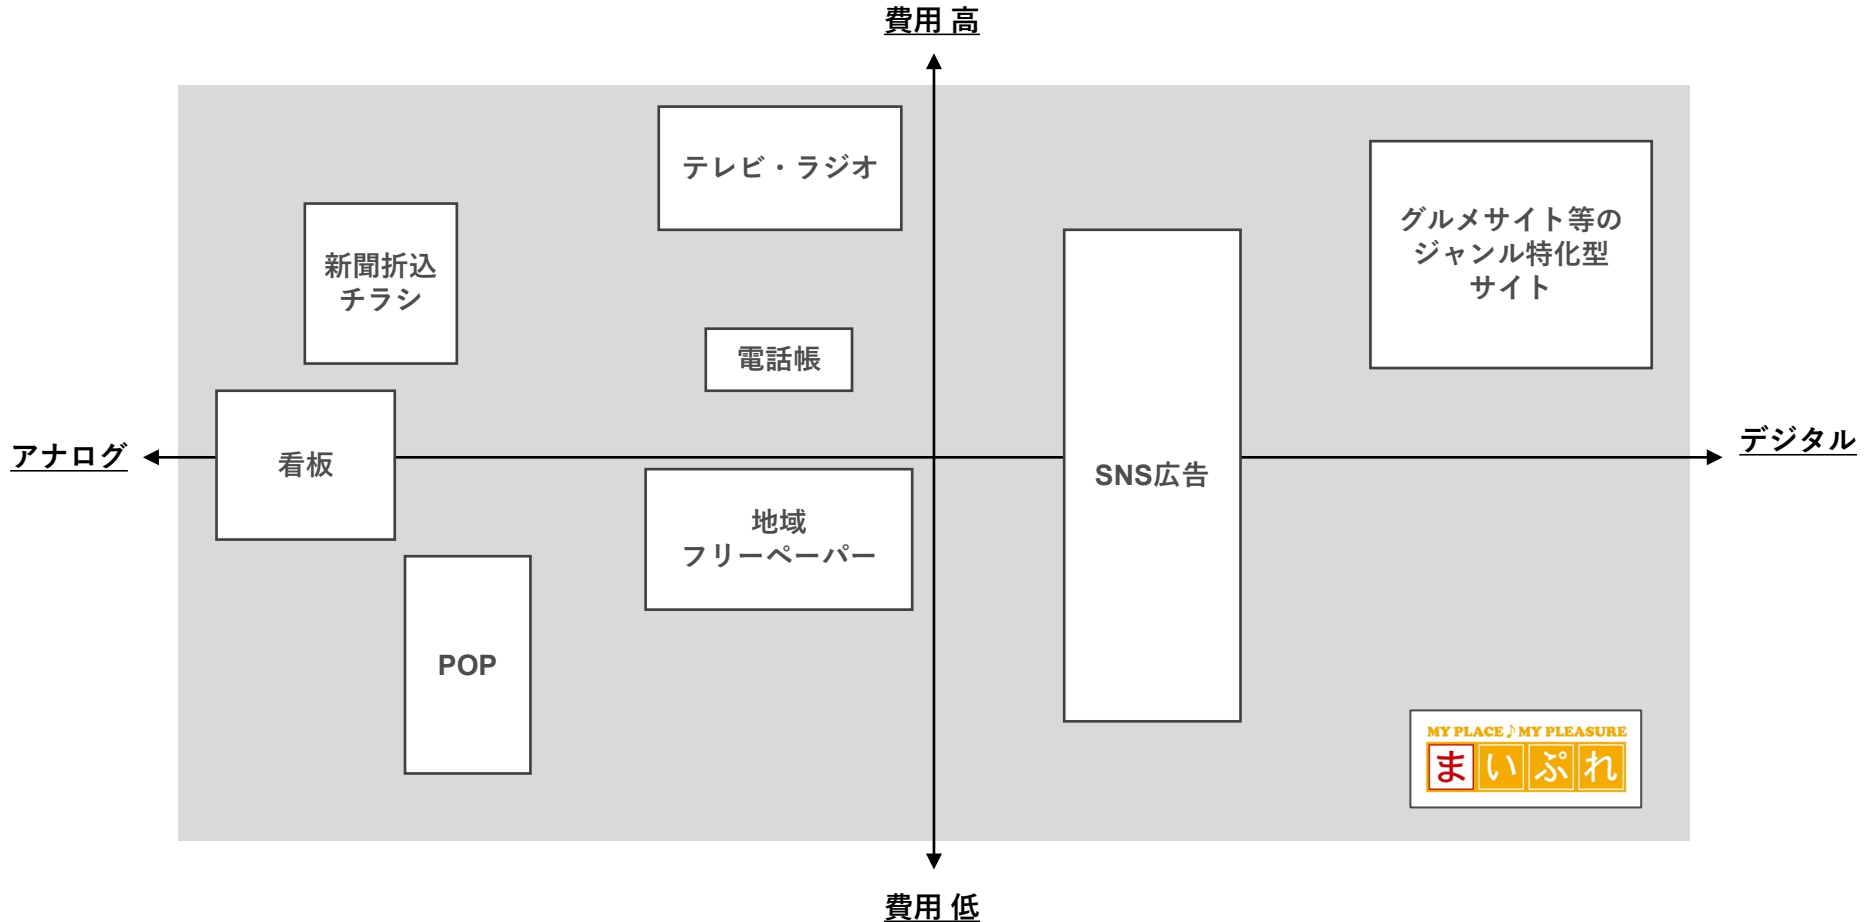 費用 高
テレビ・ラジオ
グルメサイト等の
ジャンル特化型
サイト
新聞折込
チラシ
電話帳
アナログ
デジタル
看板
SNS広告
地域
フリーペーパー
POP
MY PLACE♪MY PLEASURE
まいぷれ
費用 低